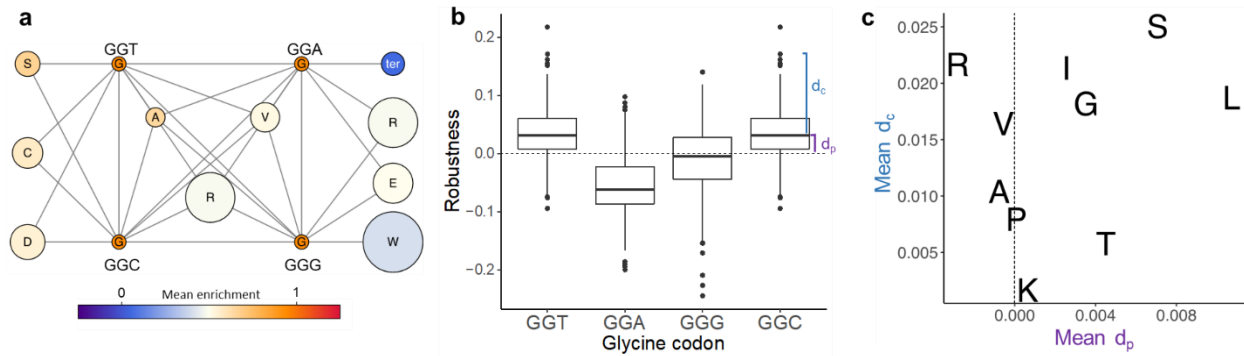 a
GGT
GGA
S
G
G
ter
A
V
R
C
R
E
D
G
G
W
GGC
GGG
0
Mean enrichment
1
b
Robustness
0.2
0.1
0.0
−0.1
−0.2
dc
dp
GGT
GGA
GGG
GGC
Glycine codon
c
Mean dc
0.025
0.020
0.015
0.010
0.005
S
R
I
L
G
V
A
P
T
K
0.000
0.004
0.008
Mean dp